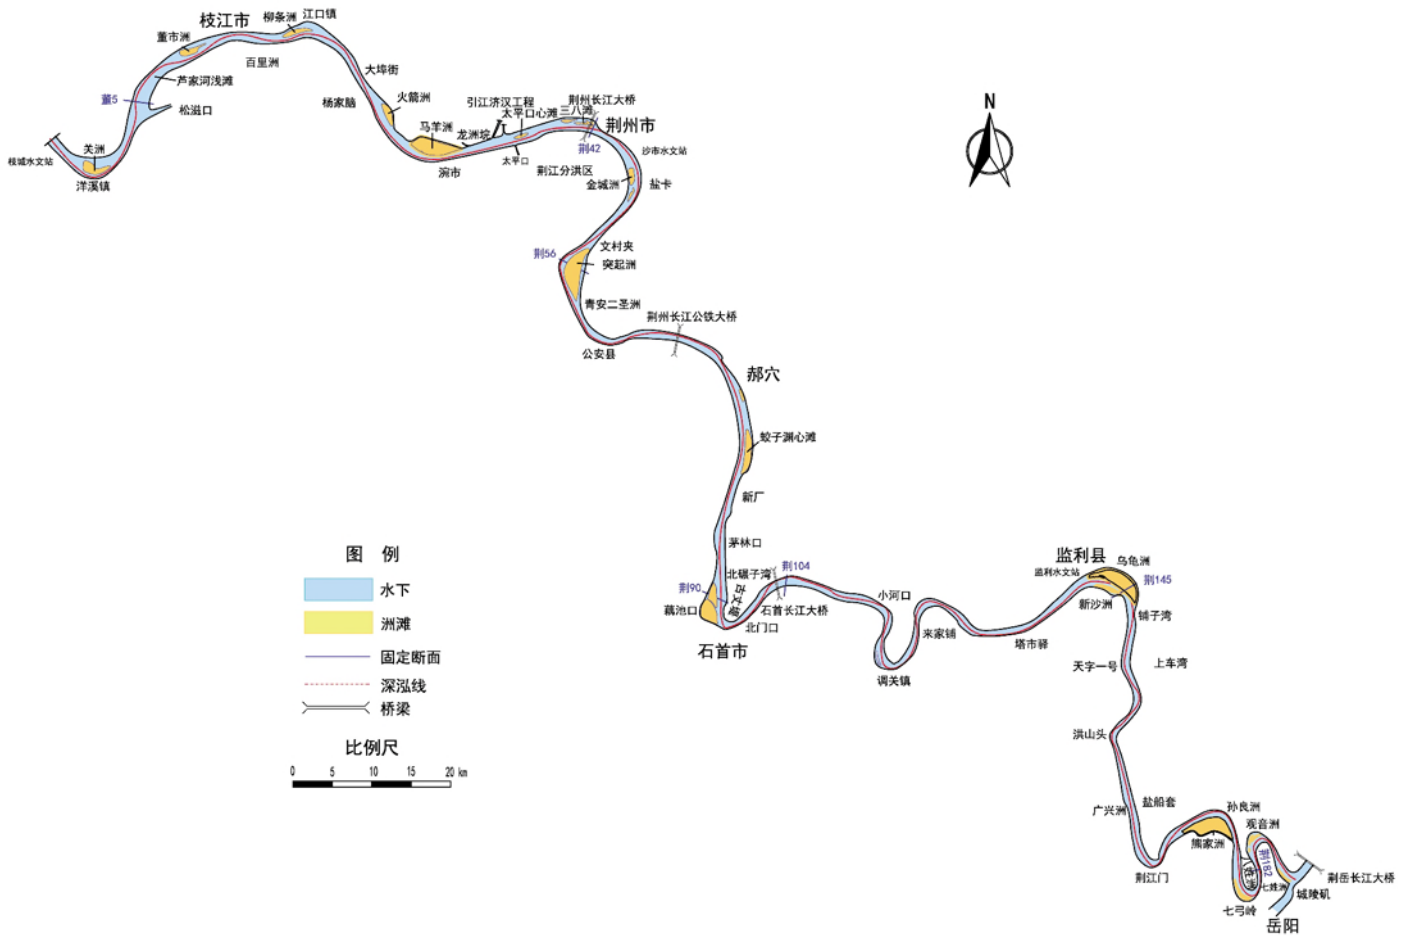 枝江市
柳条洲
江口镇
董市洲
百里洲
大埠街
芦家河浅滩
董5
松滋口
杨家脑
火箭洲
关洲
枝城水文站
洋溪镇
马羊洲
涴市
龙洲垸
引江济汉工程
太平口心滩
三八滩
荆州长江大桥
荆州市
荆42
太平口
沙市水文站
荆江分洪区
金城洲
盐卡
N
文村夹
荆56
突起洲
青安二圣洲
荆州长江公铁大桥
公安县
郝穴
蛟子渊心滩
新厂
茅林口
北碾子湾
荆104
荆90
古丈堤
藕池口
石首长江大桥
北门口
石首市
小河口
来家铺
调关镇
塔市驿
监利县
乌龟洲
监利水文站
荆145
新沙洲
铺子湾
天字一号
上车湾
洪山头
盐船套
广兴洲
孙良洲
观音洲
熊家洲
荆182
八姓洲
七姓洲
荆江门
七弓岭
荆岳长江大桥
城陵矶
岳阳
图 例
水下
洲滩
固定断面
深泓线
桥梁
比例尺
0 5 10 15 20 km